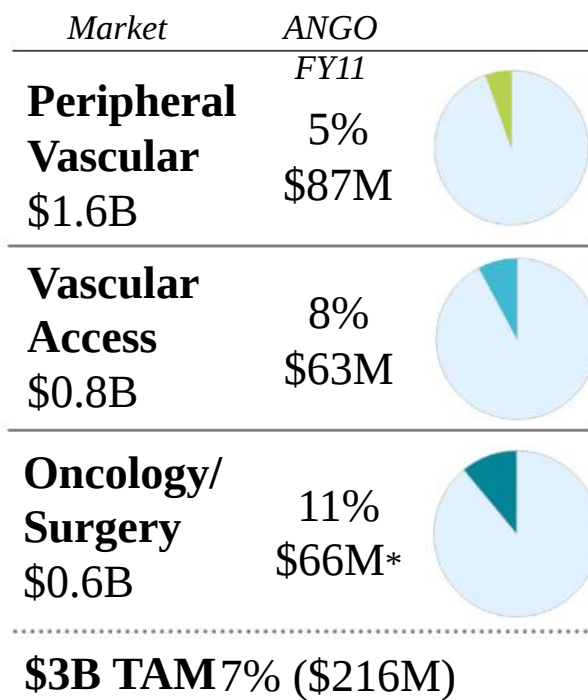 Market ANGO
FY11
Peripheral
Vascular
$1.6B
5%
$87M
Vascular
Access
$0.8B
8%
$63M
Oncology/
Surgery
$0.6B
11%
$66M*
$3B TAM 7% ($216M)